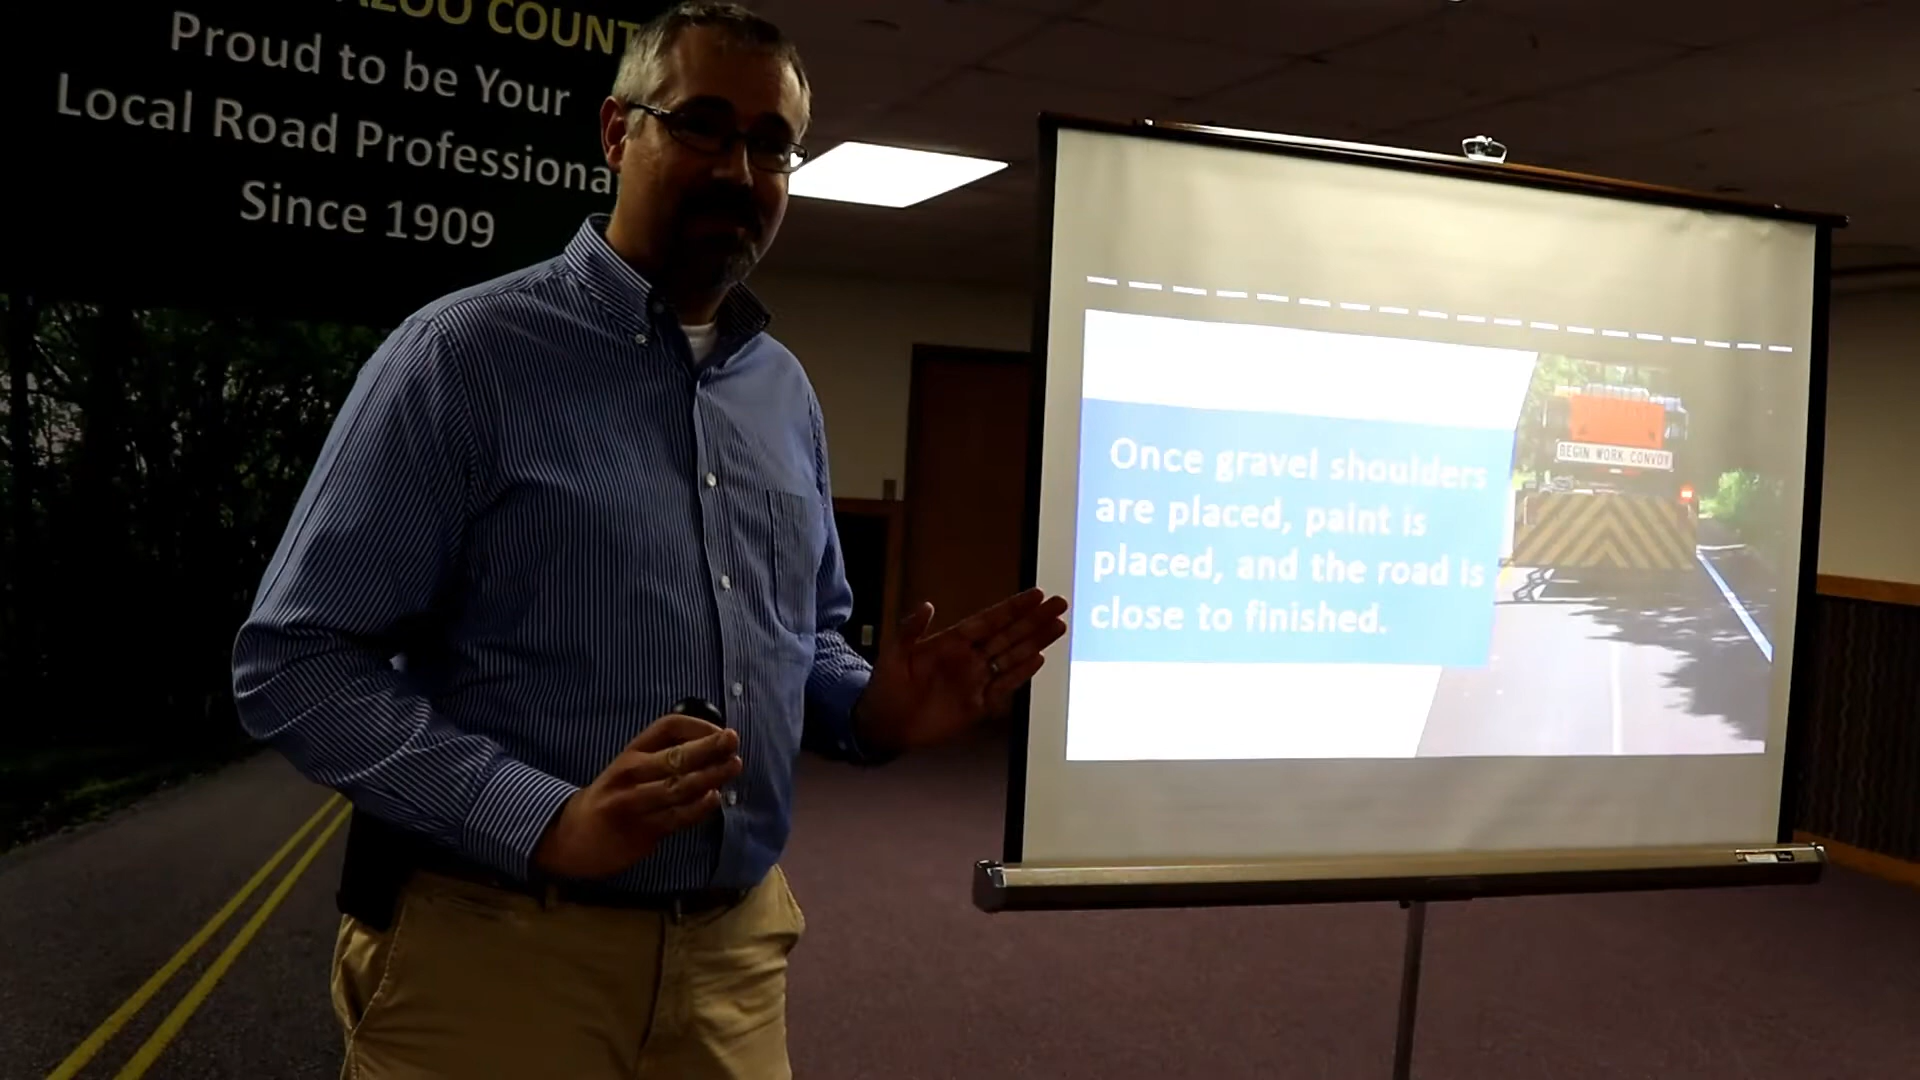 AZOO COUNT
Proud to be Your
Local Road Professiona
Since 1909
Once gravel shoulders
are placed, paint is
placed, and the road is
close to finished.
BEGIN WORK CONVOY